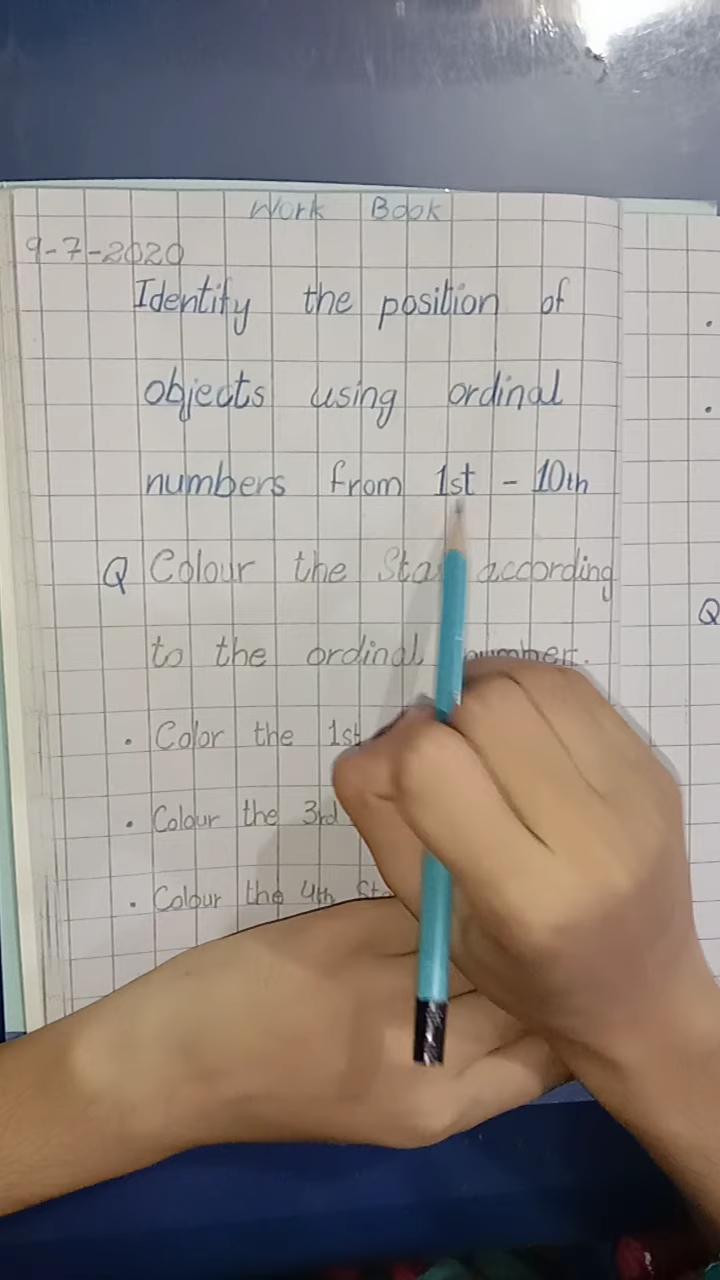 Work Book
9-7-2020
Identify the position of
objects using ordinal
numbers from 1st - 10th
Q Colour the according
to the ordinal number.
• Color the 1st
• Colour the 3rd
• Colour the 4th
Q